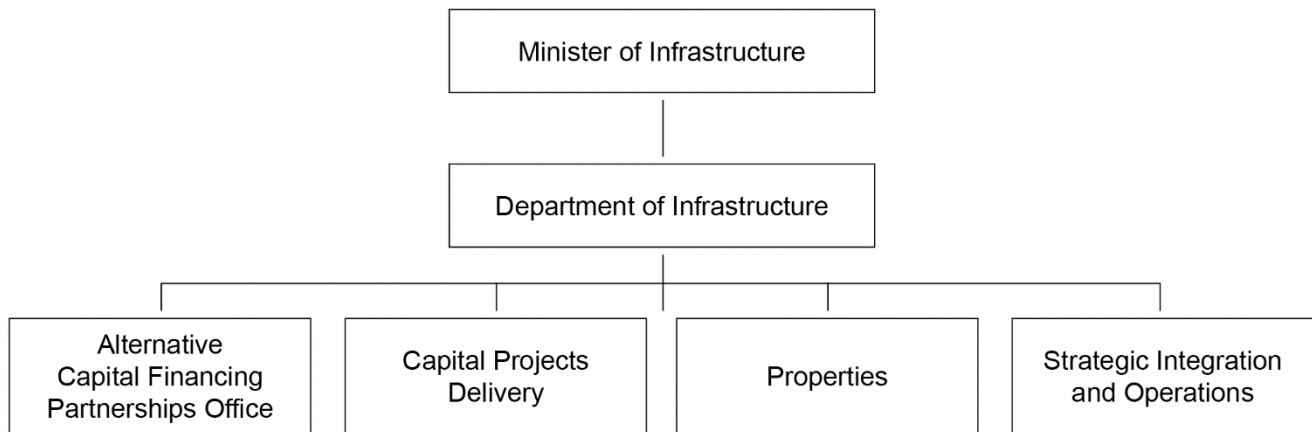 Minister of Infrastructure
Department of Infrastructure
Alternative
Capital Financing
Partnerships Office
Capital Projects
Delivery
Properties
Strategic Integration
and Operations